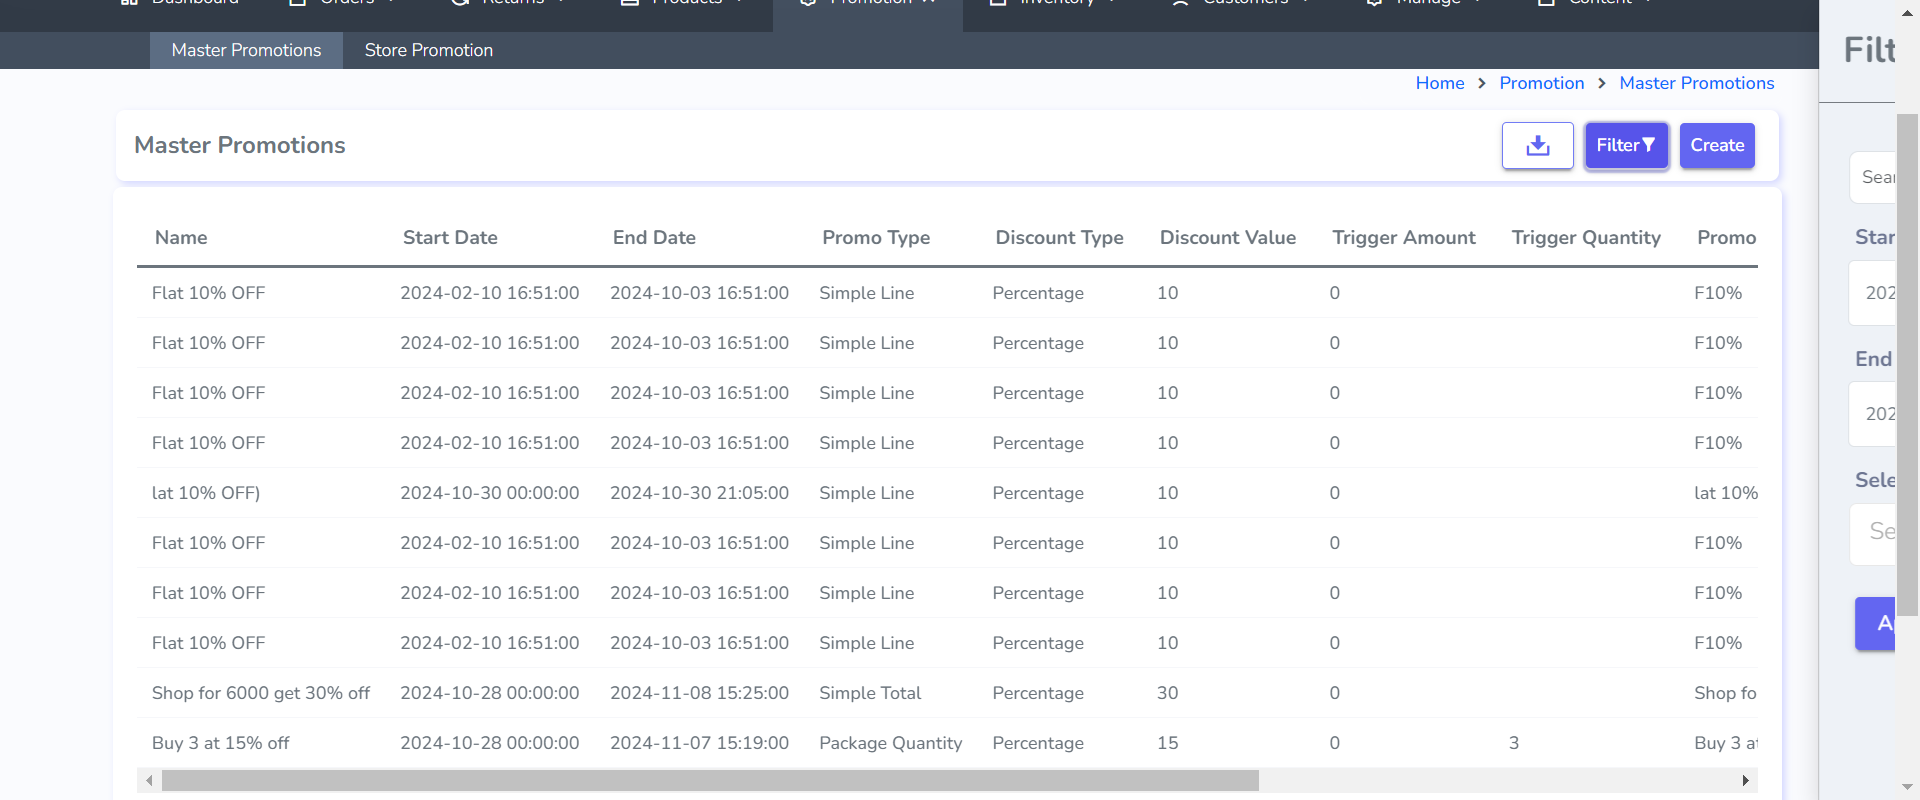 Dashboard Orders Returns Products Promotion Inventory Customers Manage Content
Master Promotions Store Promotion
Home Promotion Master Promotions
Master Promotions Filter Create
Name Start Date End Date Promo Type Discount Type Discount Value Trigger Amount Trigger Quantity Promo
Flat 10% OFF 2024-02-10 16:51:00 2024-10-03 16:51:00 Simple Line Percentage 10 0 F10%
Flat 10% OFF 2024-02-10 16:51:00 2024-10-03 16:51:00 Simple Line Percentage 10 0 F10%
Flat 10% OFF 2024-02-10 16:51:00 2024-10-03 16:51:00 Simple Line Percentage 10 0 F10%
Flat 10% OFF 2024-02-10 16:51:00 2024-10-03 16:51:00 Simple Line Percentage 10 0 F10%
lat 10% OFF) 2024-10-30 00:00:00 2024-10-30 21:05:00 Simple Line Percentage 10 0 lat 10%
Flat 10% OFF 2024-02-10 16:51:00 2024-10-03 16:51:00 Simple Line Percentage 10 0 F10%
Flat 10% OFF 2024-02-10 16:51:00 2024-10-03 16:51:00 Simple Line Percentage 10 0 F10%
Flat 10% OFF 2024-02-10 16:51:00 2024-10-03 16:51:00 Simple Line Percentage 10 0 F10%
Shop for 6000 get 30% off 2024-10-28 00:00:00 2024-11-08 15:25:00 Simple Total Percentage 30 0 Shop fo
Buy 3 at 15% off 2024-10-28 00:00:00 2024-11-07 15:19:00 Package Quantity Percentage 15 0 3 Buy 3 at
Filt
Sear
Star
202
End
202
Sele
Se
Ap